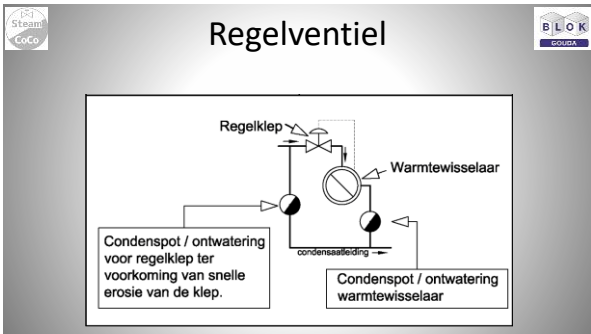 Steam
CoCo
Regelventiel
BLOK
GOUDA
Regelklep
Warmtewisselaar
Condenspot / ontwatering
voor regelklep ter
voorkoming van snelle
erosie van de klep.
condensaatleiding
Condenspot / ontwatering
warmtewisselaar